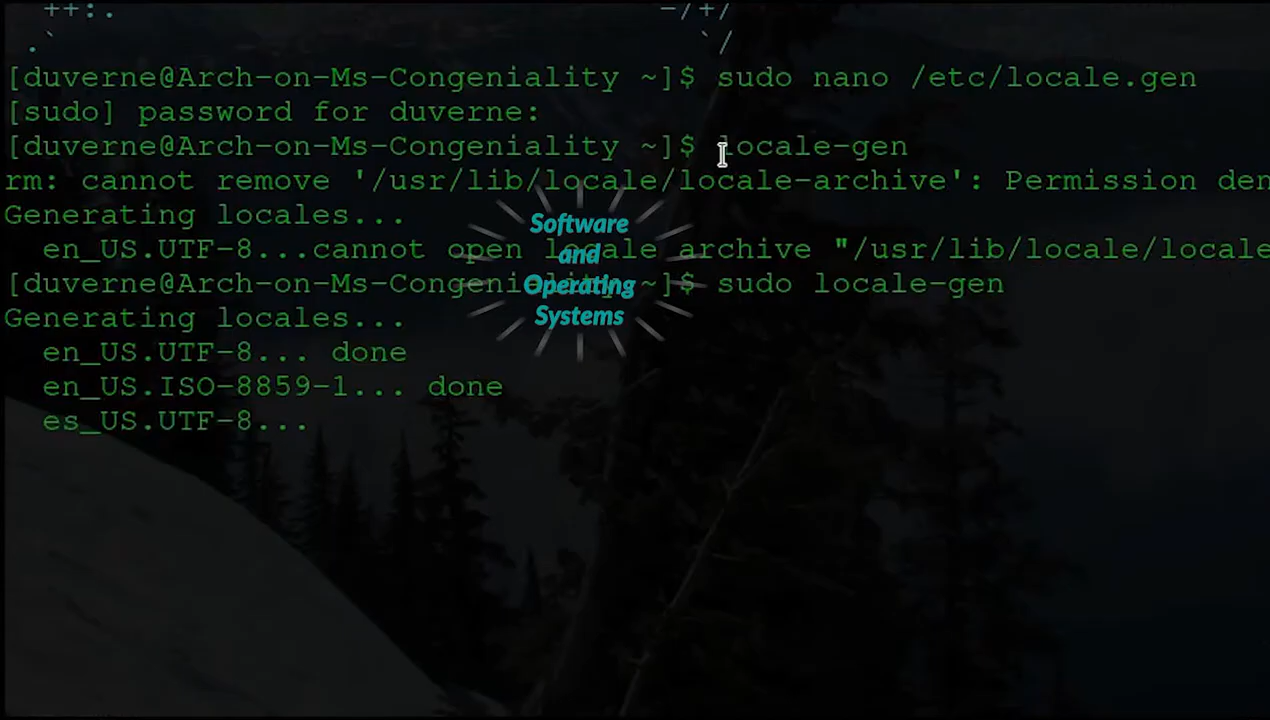 ++:.                             -/+/
.`                                 `/
[duverne@Arch-on-Ms-Congeniality ~]$ sudo nano /etc/locale.gen
[sudo] password for duverne:
[duverne@Arch-on-Ms-Congeniality ~]$ locale-gen
rm: cannot remove '/usr/lib/locale/locale-archive': Permission den
Generating locales...
en_US.UTF-8...cannot open locale archive "/usr/lib/locale/locale
[duverne@Arch-on-Ms-Congeniality ~]$ sudo locale-gen
Generating locales...
en_US.UTF-8... done
en_US.ISO-8859-1... done
es_US.UTF-8...
Software
and
Operating
Systems